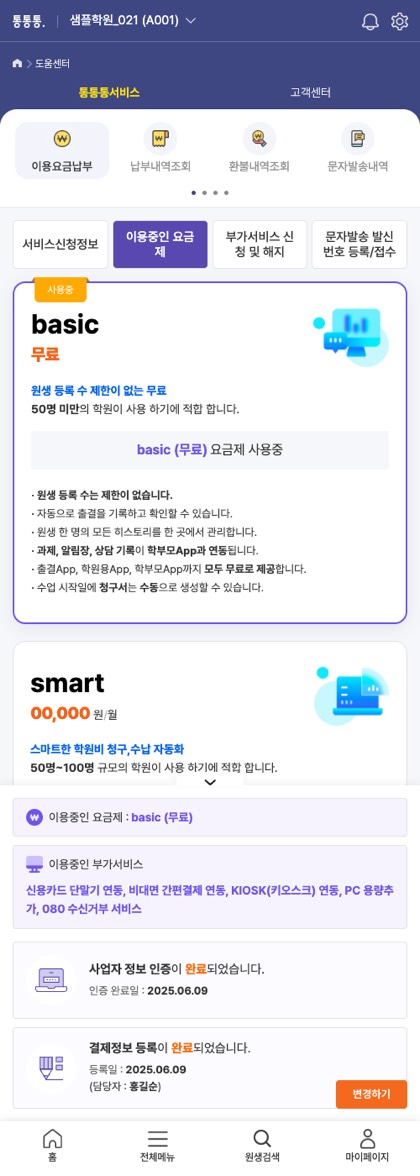 통통통. 샘플학원_021 (A001)
도움센터
통통통서비스 고객센터
이용요금납부 납부내역조회 환불내역조회 문자발송내역
서비스신청정보
이용중인 요금
제
부가서비스 신
청 및 해지
문자발송 발신
번호 등록/접수
사용중
basic
무료
원생 등록 수 제한이 없는 무료
50명 미만의 학원이 사용 하기에 적합 합니다.
basic (무료) 요금제 사용중
· 원생 등록 수는 제한이 없습니다.
· 자동으로 출결을 기록하고 확인할 수 있습니다.
· 원생 한 명의 모든 히스토리를 한 곳에서 관리합니다.
· 과제, 알림장, 상담 기록이 학부모App과 연동됩니다.
· 출결App, 학원용App, 학부모App까지 모두 무료로 제공합니다.
· 수업 시작일에 청구서는 수동으로 생성할 수 있습니다.
smart
00,000 원/월
스마트한 학원비 청구,수납 자동화
50명~100명 규모의 학원이 사용 하기에 적합 합니다.
이용중인 요금제 : basic (무료)
이용중인 부가서비스
신용카드 단말기 연동, 비대면 간편결제 연동, KIOSK(키오스크) 연동, PC 용량추
가, 080 수신거부 서비스
사업자 정보 인증이 완료되었습니다.
인증 완료일 : 2025.06.09
결제정보 등록이 완료되었습니다.
등록일 : 2025.06.09
(담당자 : 홍길순)
변경하기
홈 전체메뉴 원생검색 마이페이지